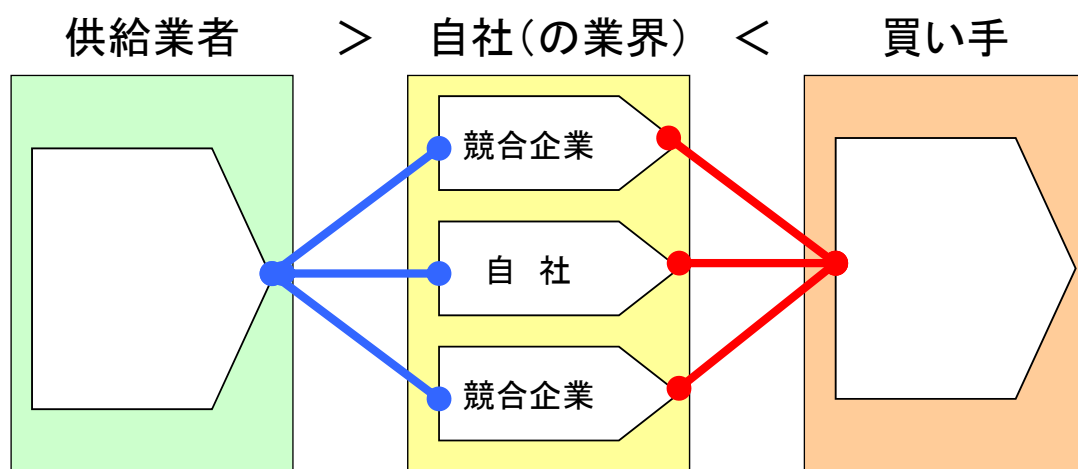 供給業者 > 自社(の業界) < 買い手
競合企業
自 社
競合企業